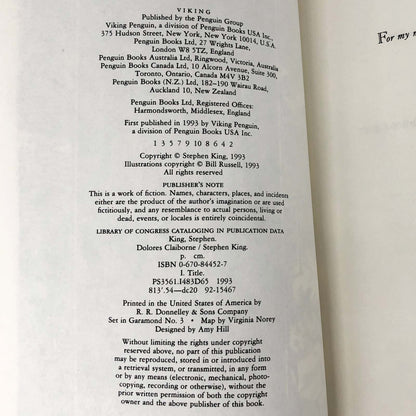 VIKING
Published by the Penguin Group
Viking Penguin, a division of Penguin Books USA Inc.,
375 Hudson Street, New York, New York 10014, U.S.A.
Penguin Books Ltd, 27 Wrights Lane,
London W8 5TZ, England
Penguin Books Australia Ltd, Ringwood, Victoria, Australia
Penguin Books Canada Ltd, 10 Alcorn Avenue, Suite 300,
Toronto, Ontario, Canada M4V 3B2
Penguin Books (N.Z.) Ltd, 182–190 Wairau Road,
Auckland 10, New Zealand
Penguin Books Ltd, Registered Offices:
Harmondsworth, Middlesex, England
First published in 1993 by Viking Penguin,
a division of Penguin Books USA Inc.
1 3 5 7 9 10 8 6 4 2
Copyright © Stephen King, 1993
Illustrations copyright © Bill Russell, 1993
All rights reserved
PUBLISHER'S NOTE
This is a work of fiction. Names, characters, places, and incidents
either are the product of the author's imagination or are used
fictitiously, and any resemblance to actual persons, living or
dead, events, or locales is entirely coincidental.
LIBRARY OF CONGRESS CATALOGING IN PUBLICATION DATA
King, Stephen.
Dolores Claiborne / Stephen King.
p. cm.
ISBN 0-670-84452-7
I. Title.
PS3561.I483D65 1993
813'.54—dc20 92-15467
Printed in the United States of America by
R. R. Donnelley & Sons Company
Set in Garamond No. 3 • Map by Virginia Norey
Designed by Amy Hill
Without limiting the rights under copyright
reserved above, no part of this publication
may be reproduced, stored in or introduced into
a retrieval system, or transmitted, in any form
or by any means (electronic, mechanical, photo-
copying, recording or otherwise), without the
prior written permission of both the copyright
owner and the above publisher of this book.
For my